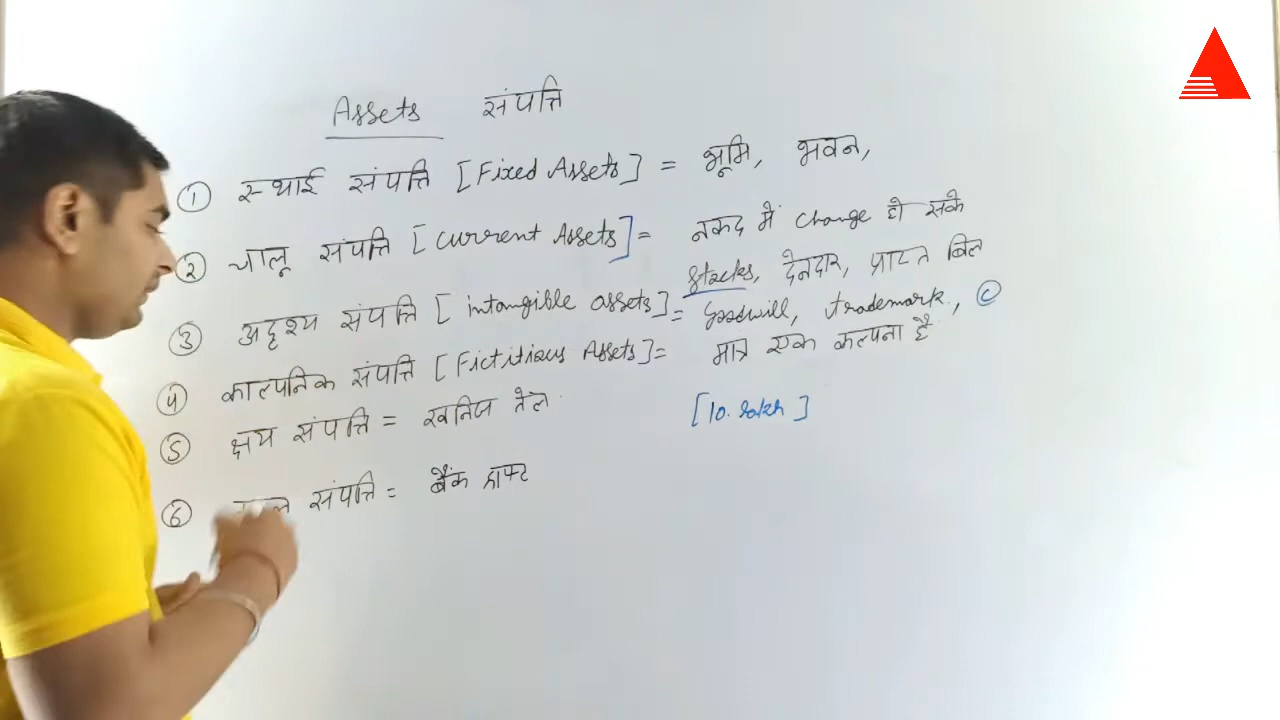 Assets संपत्ति
① स्थाई संपत्ति [Fixed Assets] = भूमि, भवन,
② चालू संपत्ति [Current Assets] = नकद में change हो सके
Stocks, देनदार, प्राप्त बिल
③ अदृश्य संपत्ति [intangible assets] = Goodwill, trademark, ©
④ काल्पनिक संपत्ति [Fictitious Assets] = मात्र एक कल्पना है
⑤ क्षय संपत्ति = खनिज तेल
[10. lakh]
⑥ संपत्ति = बैंक ड्राफ्ट